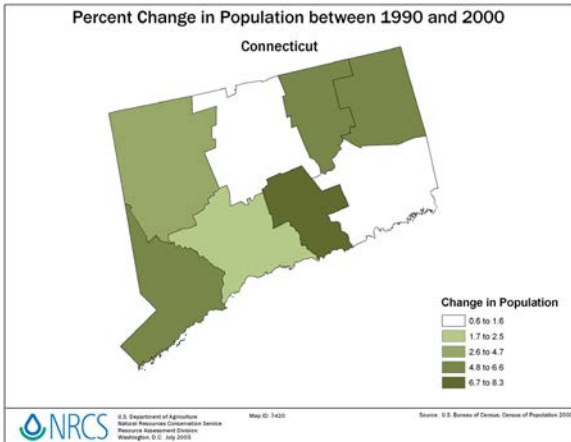 Percent Change in Population between 1990 and 2000
Connecticut
Change in Population
0.6 to 1.6
1.7 to 2.5
2.6 to 4.7
4.8 to 6.6
6.7 to 8.3
NRCS
U.S. Department of Agriculture
Natural Resources Conservation Service
Resource Assessment Division
Washington, D.C. July 2003
Map ID: 7420
Source: U.S. Bureau of Census, Census of Population 2000